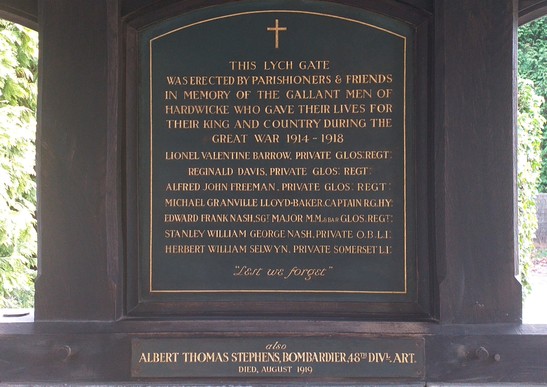 THIS LYCH GATE
WAS ERECTED BY PARISHIONERS & FRIENDS
IN MEMORY OF THE GALLANT MEN OF
HARDWICKE WHO GAVE THEIR LIVES FOR
THEIR KING AND COUNTRY DURING THE
GREAT WAR 1914-1918
LIONEL VALENTINE BARROW, PRIVATE GLOS. REGT.
REGINALD DAVIS, PRIVATE GLOS. REGT.
ALFRED JOHN FREEMAN, PRIVATE GLOS. REGT.
MICHAEL GRANVILLE LLOYD-BAKER, CAPTAIN R.G.HY.
EDWARD FRANK NASH, SGT MAJOR M.M. & BAR GLOS. REGT.
STANLEY WILLIAM GEORGE NASH, PRIVATE O.B.L.I.
HERBERT WILLIAM SELWYN, PRIVATE SOMERSET L.I.
"Lest we forget"
also
ALBERT THOMAS STEPHENS, BOMBARDIER, 48TH DIVL. ART.
DIED, AUGUST 1919